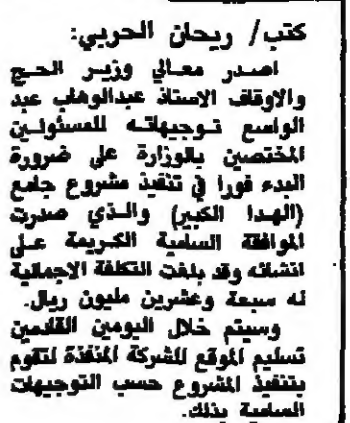 كتب/ ريحان الحربي:
اصدر معالي وزير الحج
والاوقاف الاستاذ عبدالوهاب عبد
الواسع توجيهاته للمسئولين
المختصين بالوزارة على ضرورة
البدء فورا في تنفيذ مشروع جامع
(الهدا الكبير) والذي صدرت
الموافقة السامية الكريمة على
انشائه وقد بلغت التكلفة الاجمالية
له سبعة وعشرين مليون ريال.
وسيتم خلال اليومين القادمين
تسليم الموقع للشركة المنفذة لتقوم
بتنفيذ المشروع حسب التوجيهات
السامية بذلك.